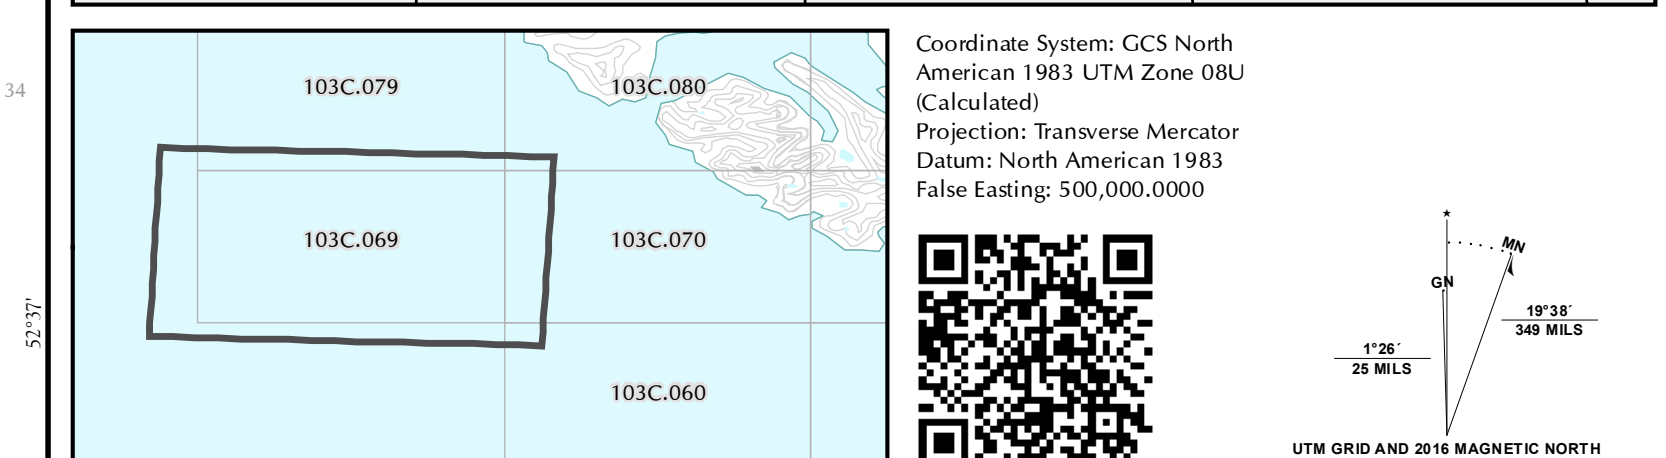 34
52°37'
103C.079
103C.080
103C.069
103C.070
103C.060
Coordinate System: GCS North
American 1983 UTM Zone 08U
(Calculated)
Projection: Transverse Mercator
Datum: North American 1983
False Easting: 500,000.0000
MN
GN
19°38´
349 MILS
1°26´
25 MILS
UTM GRID AND 2016 MAGNETIC NORTH